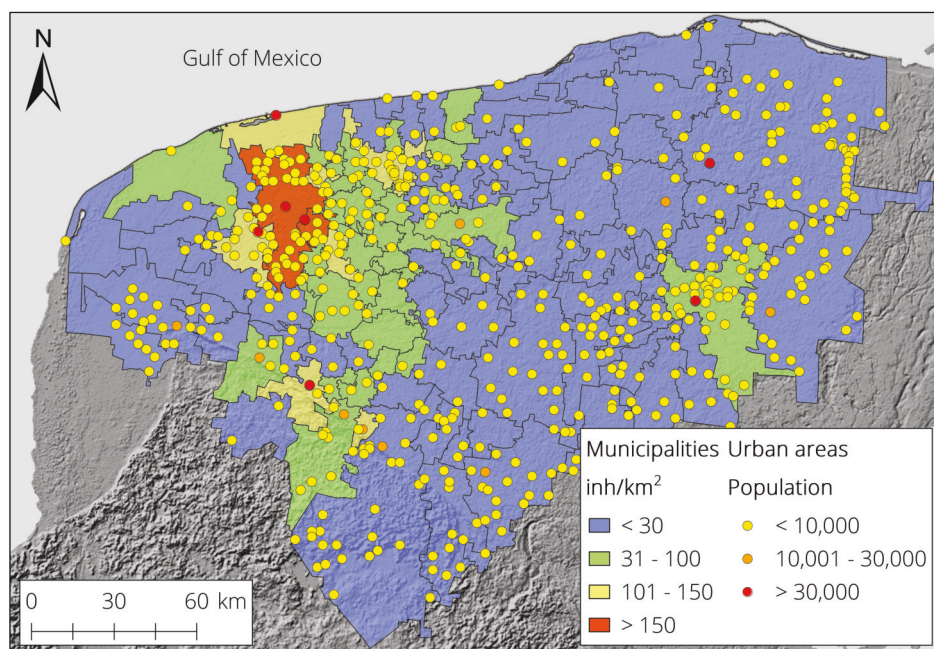 N
Gulf of Mexico
Municipalities Urban areas
inh/km² Population
< 30 < 10,000
31 - 100 10,001 - 30,000
101 - 150 > 30,000
> 150
0 30 60 km